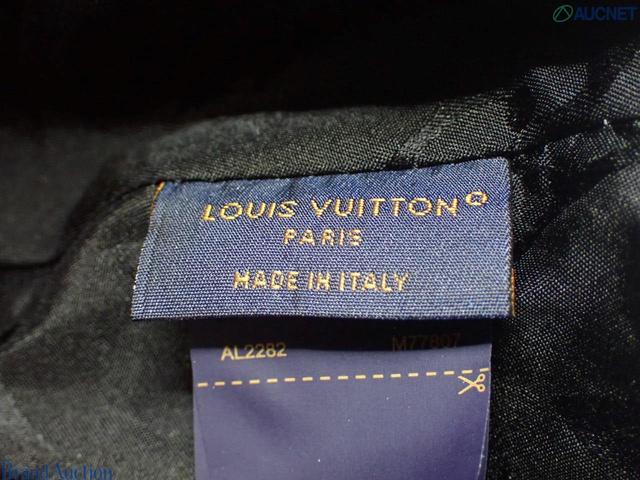 AUCNET
LOUIS VUITTON®
PARIS
MADE IN ITALY
AL2282 M77807
Brand Auction